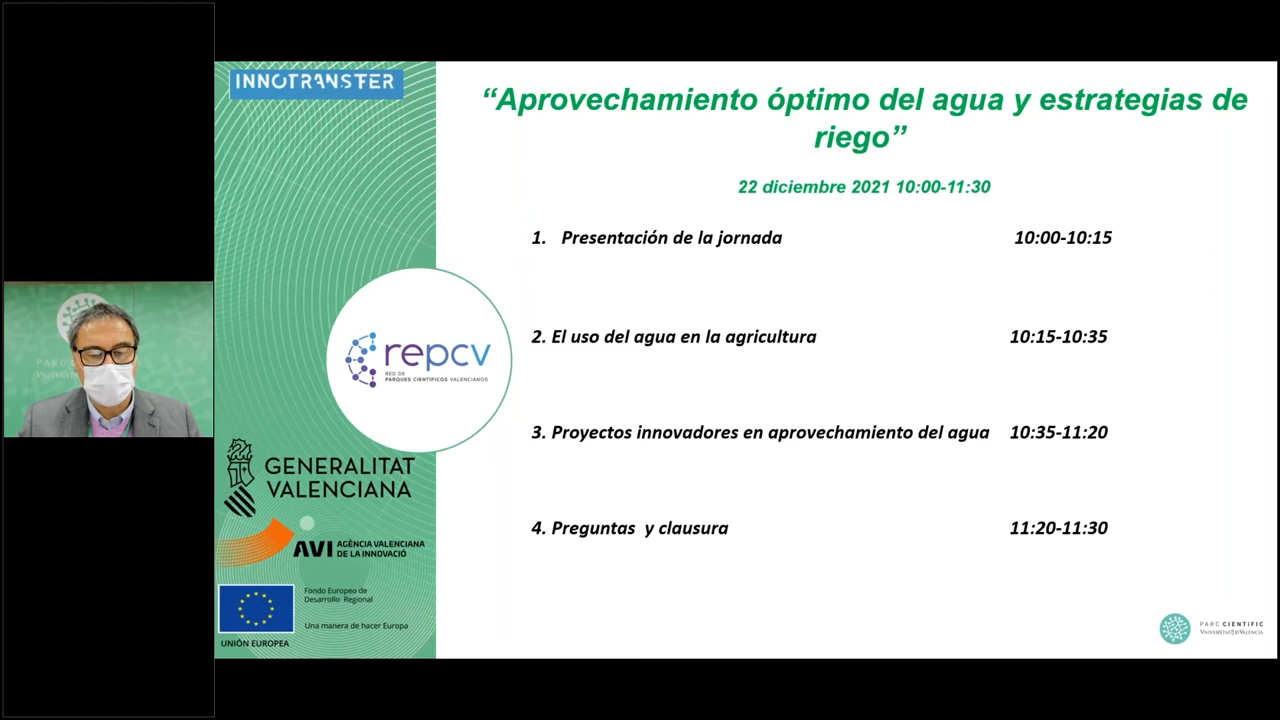 INNOTRANSFER
“Aprovechamiento óptimo del agua y estrategias de
riego”
22 diciembre 2021 10:00-11:30
1. Presentación de la jornada 10:00-10:15
2. El uso del agua en la agricultura 10:15-10:35
3. Proyectos innovadores en aprovechamiento del agua 10:35-11:20
4. Preguntas y clausura 11:20-11:30
repcv
RED DE
PARQUES CIENTÍFICOS VALENCIANOS
GENERALITAT
VALENCIANA
AVI AGÈNCIA VALENCIANA
DE LA INNOVACIÓ
Fondo Europeo de
Desarrollo Regional
Una manera de hacer Europa
UNIÓN EUROPEA
PARC CIENTÍFIC
VNIVERSITAT D VALÈNCIA
PARC